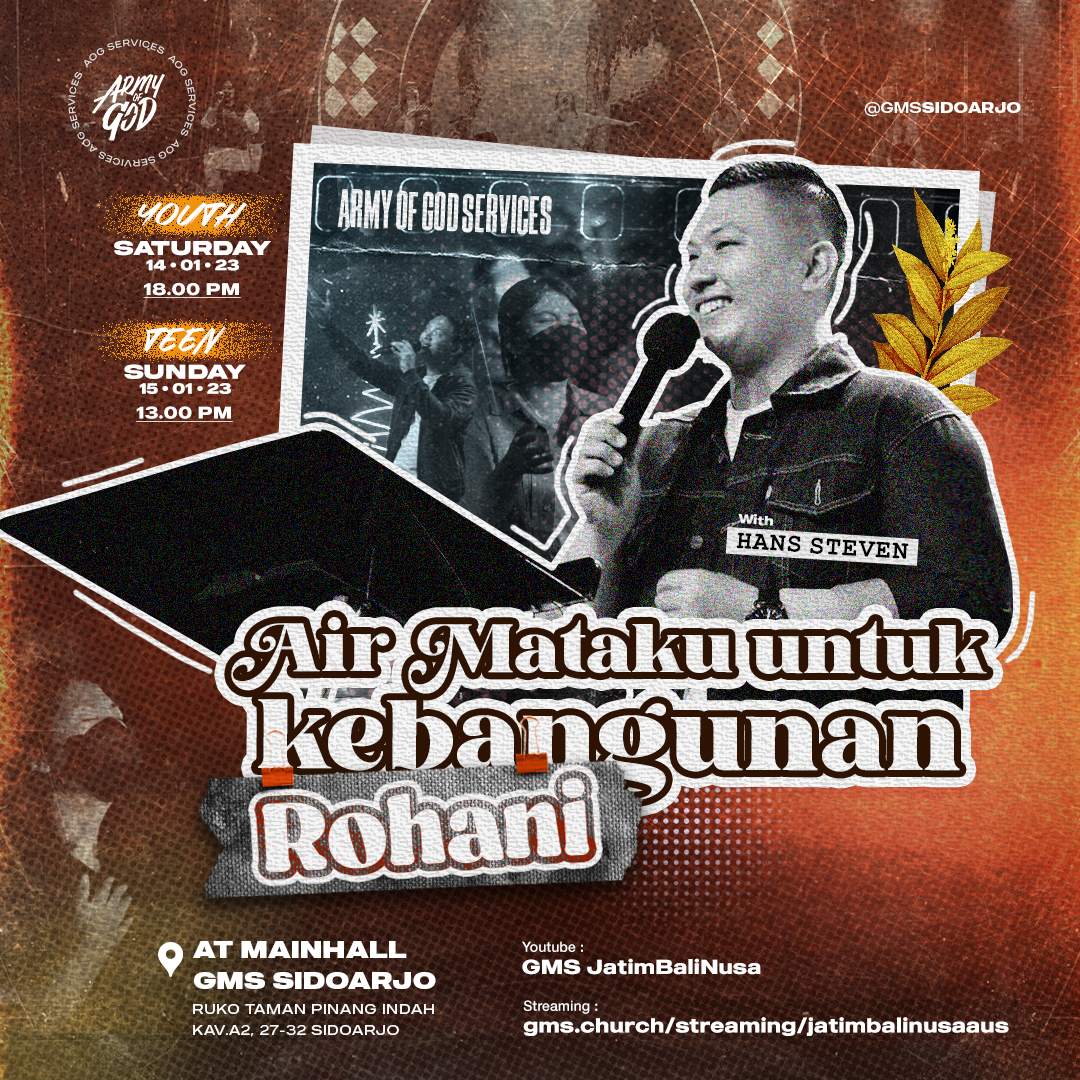 AOG SERVICES AOG SERVICES AOG SERVICES AOG SERVICES
ARMY
OF
GOD
@GMSSIDOARJO
YOUTH
SATURDAY
14 • 01 • 23
18.00 PM
TEEN
SUNDAY
15 • 01 • 23
13.00 PM
ARMY OF GOD SERVICES
With
HANS STEVEN
Air Mataku untuk
kebangunan
Rohani
AT MAINHALL
GMS SIDOARJO
RUKO TAMAN PINANG INDAH
KAV.A2, 27-32 SIDOARJO
Youtube :
GMS JatimBaliNusa
Streaming :
gms.church/streaming/jatimbalinusaaus